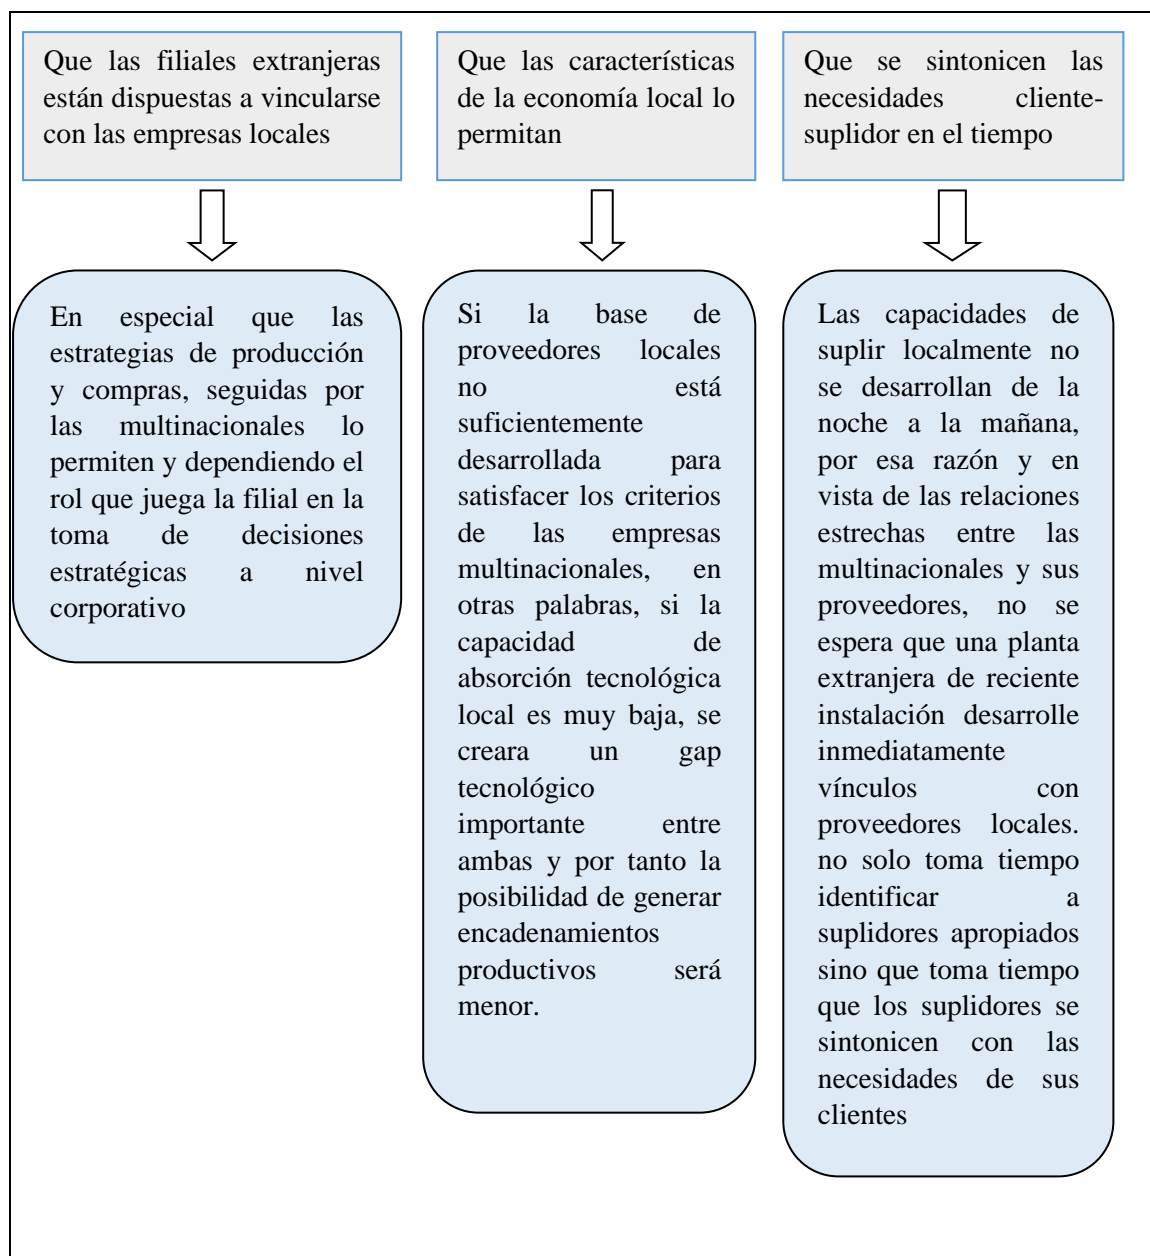 Que las filiales extranjeras
están dispuestas a vincularse
con las empresas locales
Que las características
de la economía local lo
permitan
Que se sintonicen las
necesidades cliente-
suplidor en el tiempo
En especial que las
estrategias de producción
y compras, seguidas por
las multinacionales lo
permiten y dependiendo el
rol que juega la filial en la
toma de decisiones
estratégicas a nivel
corporativo
Si la base de
proveedores locales
no está
suficientemente
desarrollada para
satisfacer los criterios
de las empresas
multinacionales, en
otras palabras, si la
capacidad de
absorción tecnológica
local es muy baja, se
creara un gap
tecnológico
importante entre
ambas y por tanto la
posibilidad de generar
encadenamientos
productivos será
menor.
Las capacidades de
suplir localmente no
se desarrollan de la
noche a la mañana,
por esa razón y en
vista de las relaciones
estrechas entre las
multinacionales y sus
proveedores, no se
espera que una planta
extranjera de reciente
instalación desarrolle
inmediatamente
vínculos con
proveedores locales.
no solo toma tiempo
identificar a
suplidores apropiados
sino que toma tiempo
que los suplidores se
sintonicen con las
necesidades de sus
clientes